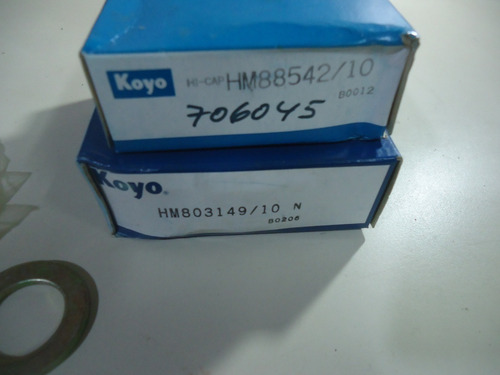 Koyo HI-CAP HM88542/10
B0012
706045
Koyo
HM803149/10 N
B0206